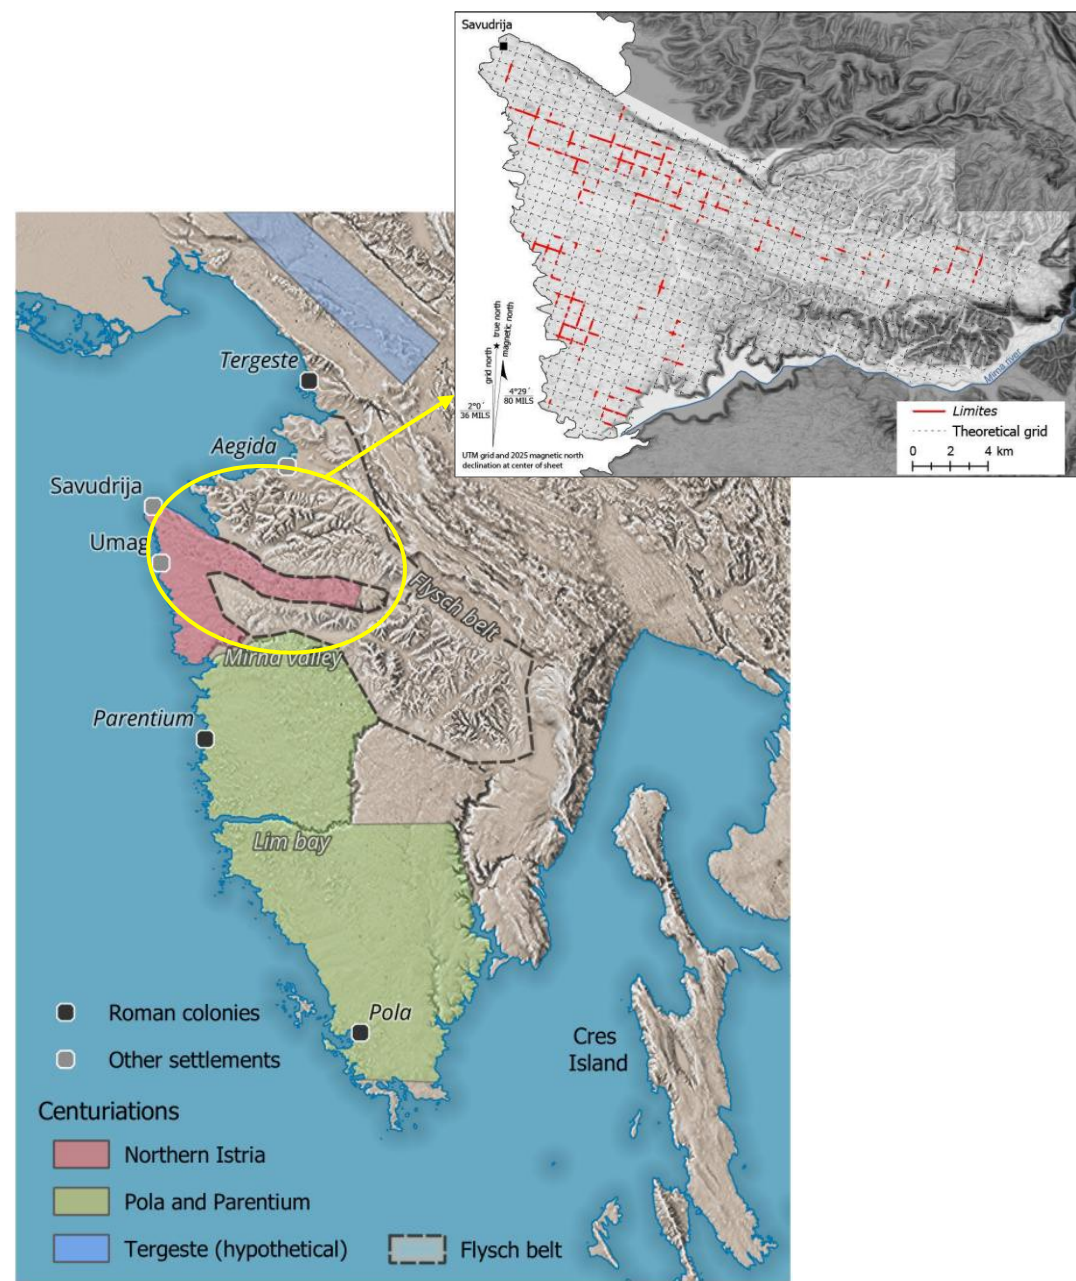 Savudrija
true north
grid north
magnetic north
4°29´
80 MILS
2°0´
36 MILS
UTM grid and 2025 magnetic north
declination at center of sheet
Mirna river
Limites
Theoretical grid
0 2 4 km
Tergeste
Aegida
Savudrija
Umag
Flysch belt
Mirna valley
Parentium
Lim bay
Pola
Cres
Island
Roman colonies
Other settlements
Centuriations
Northern Istria
Pola and Parentium
Tergeste (hypothetical)
Flysch belt